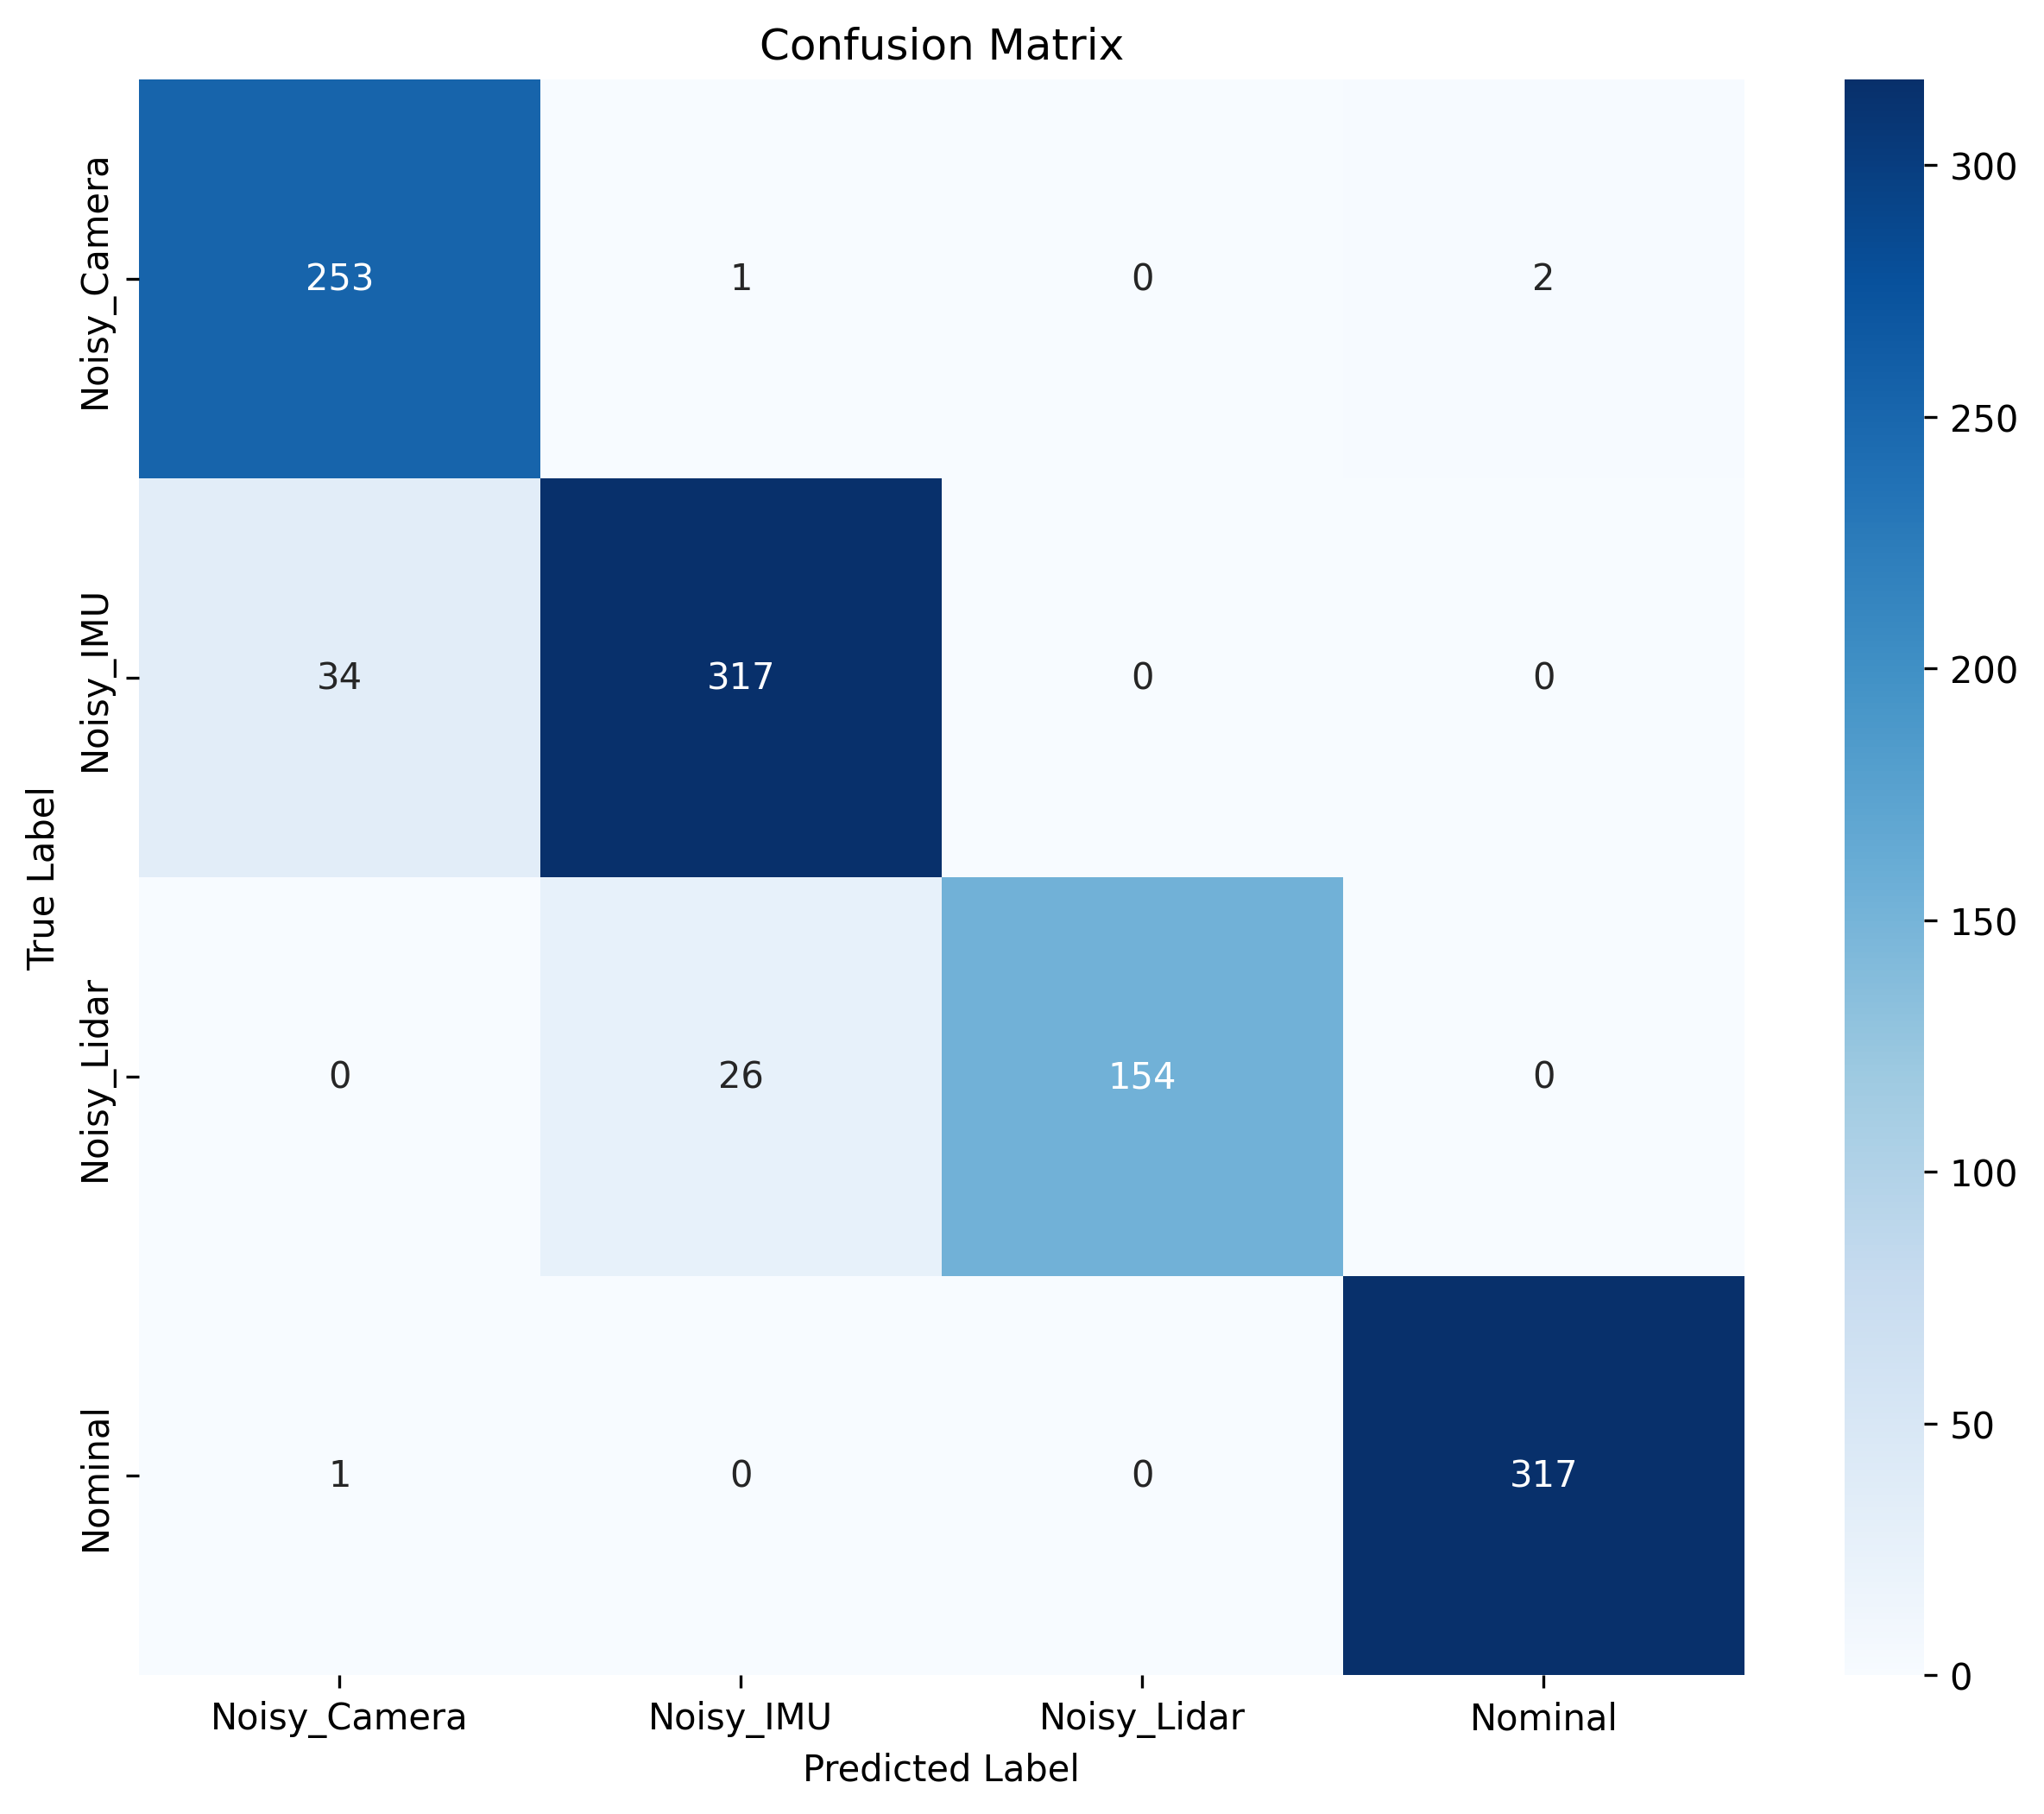 Confusion Matrix
True Label
Noisy_Camera
253 1 0 2
Noisy_IMU
34 317 0 0
Noisy_Lidar
0 26 154 0
Nominal
1 0 0 317
Noisy_Camera Noisy_IMU Noisy_Lidar Nominal
Predicted Label
300
250
200
150
100
50
0